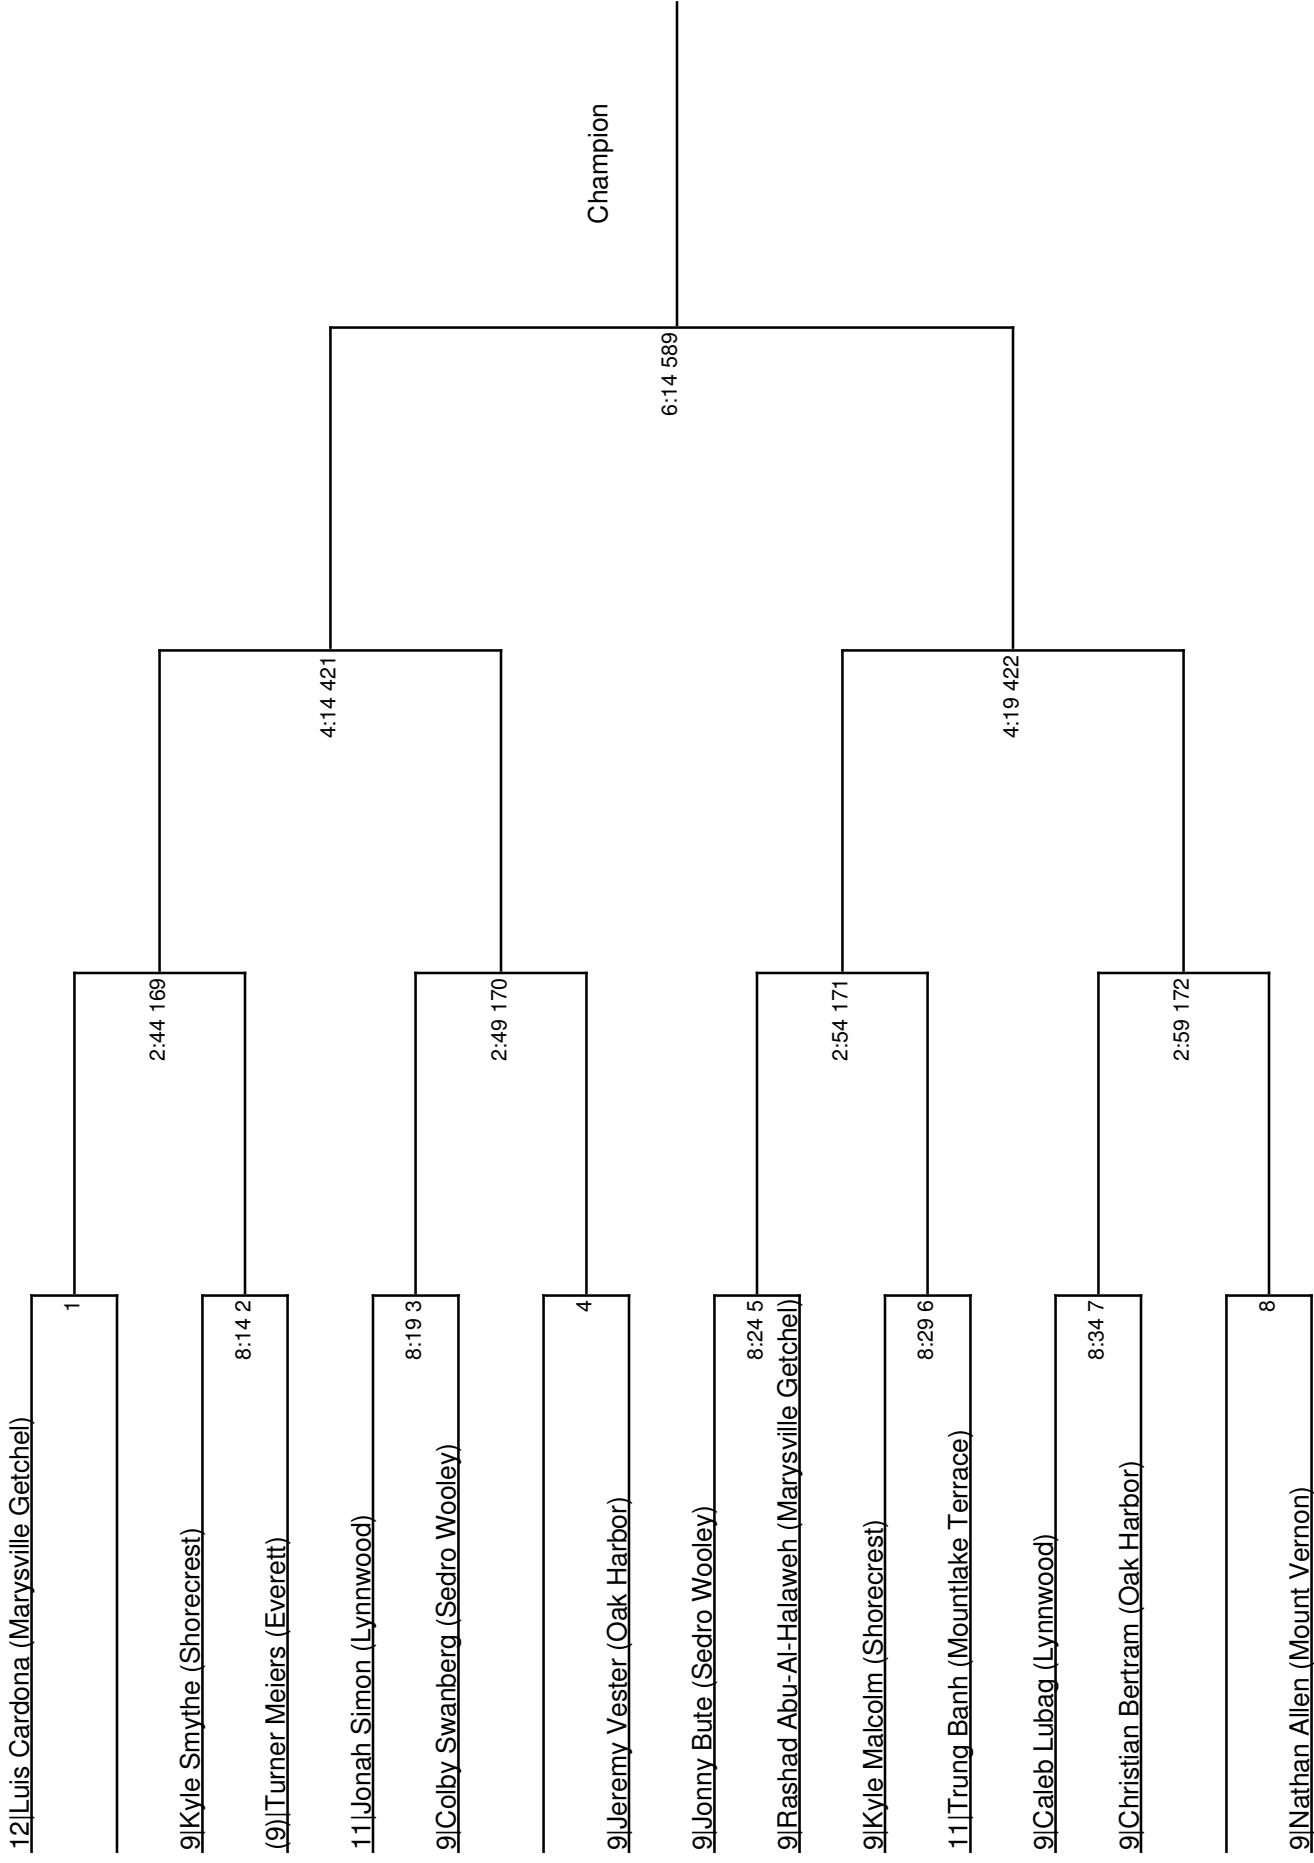 12|Luis Cardona (Marysville Getchel)
9|Kyle Smythe (Shorecrest)
(9)|Turner Meiers (Everett)
11|Jonah Simon (Lynnwood)
9|Colby Swanberg (Sedro Wooley)
9|Jeremy Vester (Oak Harbor)
9|Jonny Bute (Sedro Wooley)
9|Rashad Abu-Al-Halaweh (Marysville Getchel)
9|Kyle Malcolm (Shorecrest)
11|Trung Banh (Mountlake Terrace)
9|Caleb Lubag (Lynnwood)
9|Christian Bertram (Oak Harbor)
9|Nathan Allen (Mount Vernon)
1
8:14 2
8:19 3
4
8:24 5
8:29 6
8:34 7
8
2:44 169
2:49 170
2:54 171
2:59 172
4:14 421
4:19 422
6:14 589
Champion